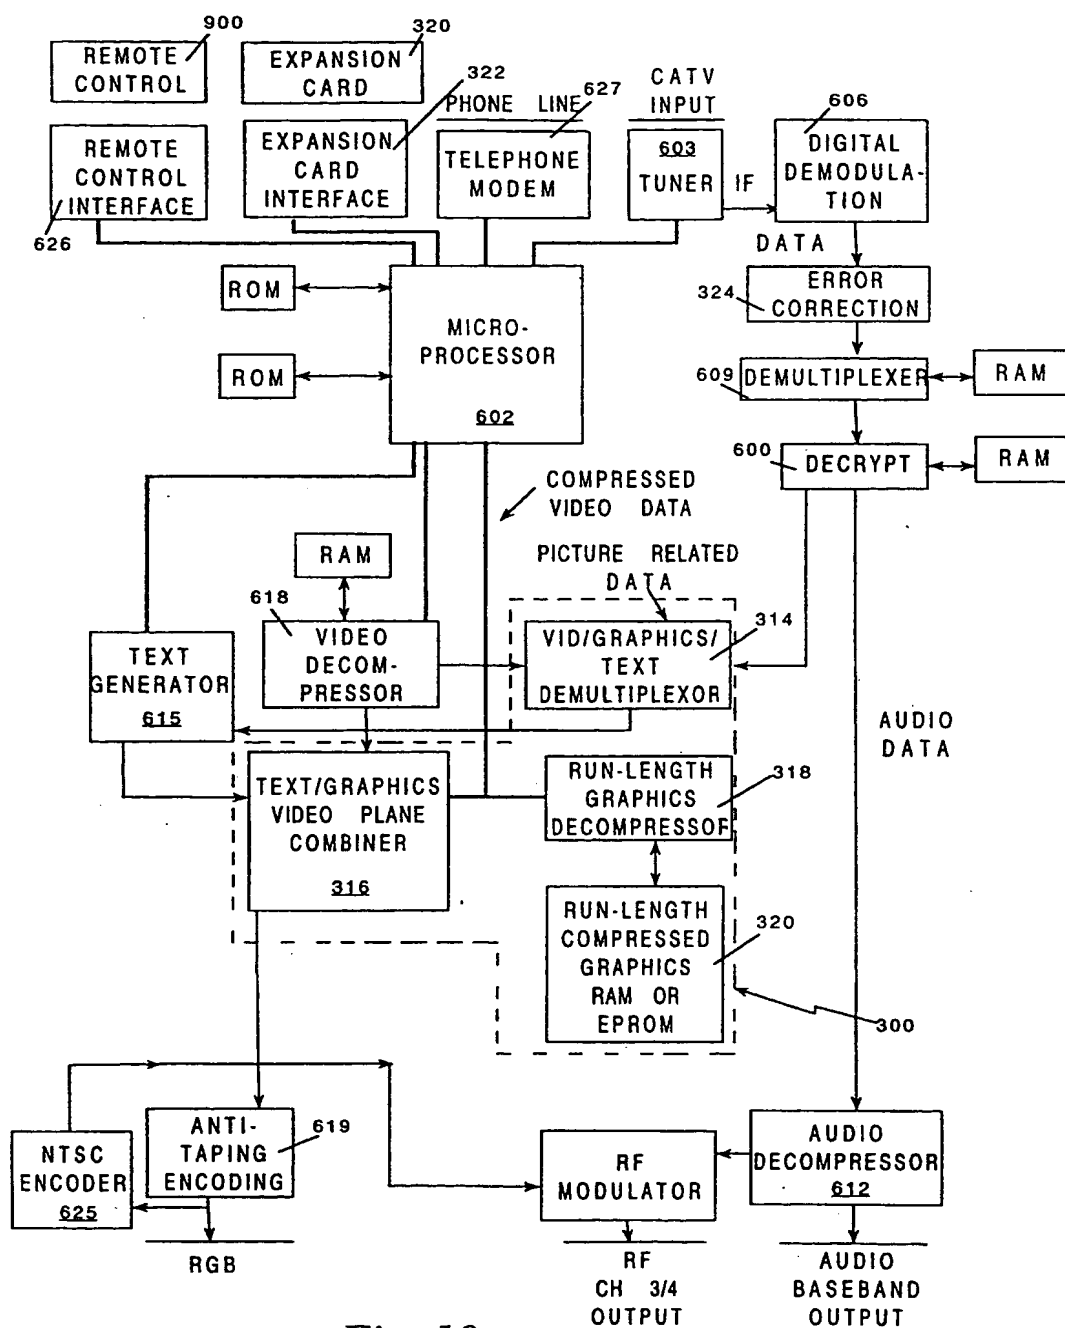 900
REMOTE
CONTROL
320
EXPANSION
CARD
322
PHONE LINE
627
CATV
INPUT
606
REMOTE
CONTROL
INTERFACE
626
EXPANSION
CARD
INTERFACE
TELEPHONE
MODEM
603
TUNER
IF
DIGITAL
DEMODULA-
TION
DATA
ROM
MICRO-
PROCESSOR
602
324
ERROR
CORRECTION
ROM
609
DEMULTIPLEXER
RAM
600
DECRYPT
RAM
COMPRESSED
VIDEO DATA
RAM
PICTURE RELATED
DATA
618
314
TEXT
GENERATOR
615
VIDEO
DECOM-
PRESSOR
VID/GRAPHICS/
TEXT
DEMULTIPLEXOR
AUDIO
DATA
TEXT/GRAPHICS
VIDEO PLANE
COMBINER
316
RUN-LENGTH
GRAPHICS
DECOMPRESSOF
318
RUN-LENGTH
COMPRESSED
GRAPHICS
RAM OR
EPROM
320
300
NTSC
ENCODER
625
ANTI-
TAPING
ENCODING
619
RF
MODULATOR
AUDIO
DECOMPRESSOR
612
RGB
RF
CH 3/4
OUTPUT
AUDIO
BASEBAND
OUTPUT